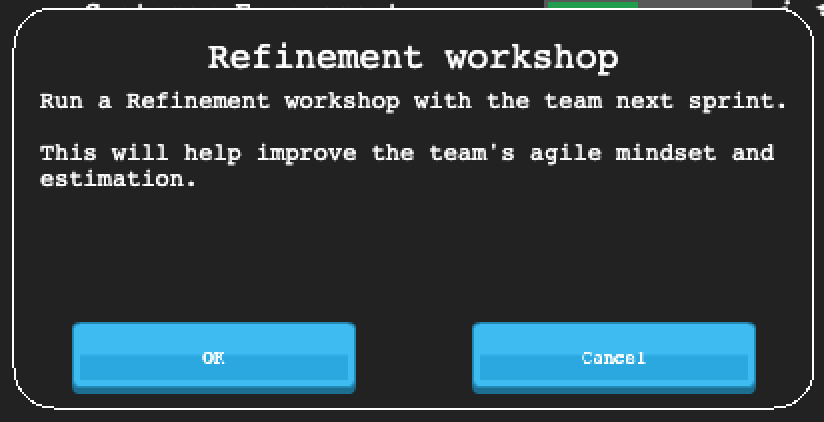 Refinement workshop
Run a Refinement workshop with the team next sprint.
This will help improve the team's agile mindset and
estimation.
OK
Cancel